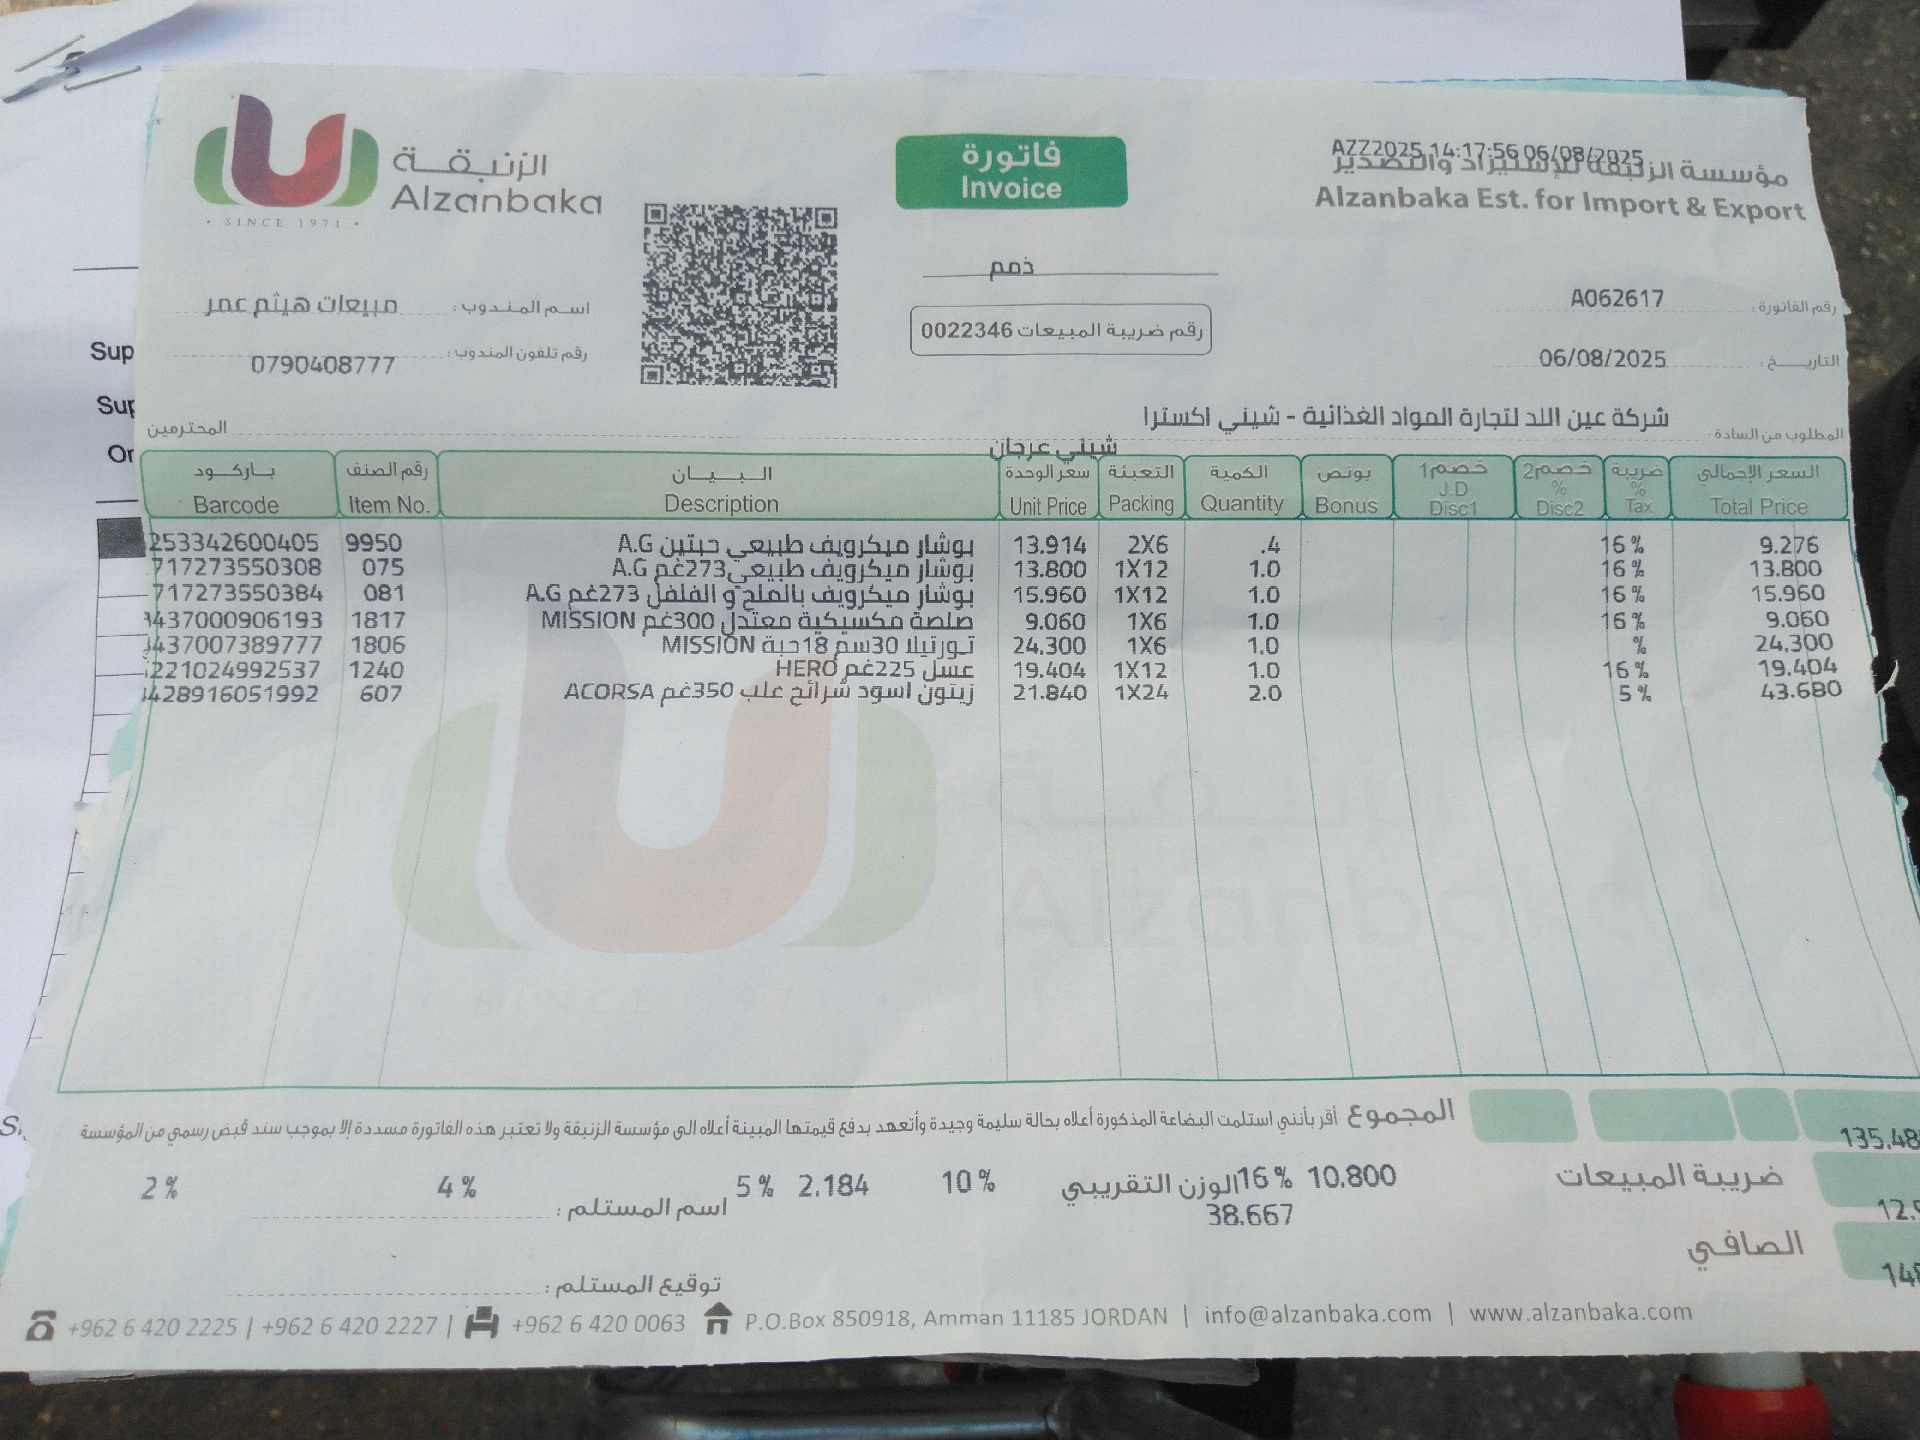 الزنبقة
Alzanbaka
• SINCE 1971 •
فاتورة
Invoice
AZZ2025 14:17:56 06/08/2025
مؤسسة الزنبقة للإستيراد والتصدير
Alzanbaka Est. for Import & Export
ذمم
رقم ضريبة المبيعات 0022346
رقم الفاتورة : A062617
التاريخ : 06/08/2025
اسم المندوب : مبيعات هيثم عمر
رقم تلفون المندوب : 0790408777
المطلوب من السادة : شركة عين اللد لتجارة المواد الغذائية - شيني اكسترا المحترمين
شيني عرجان
باركود رقم الصنف البيان سعر الوحدة التعبئة الكمية بونص خصم1 خصم2 ضريبة السعر الإجمالي
Barcode Item No. Description Unit Price Packing Quantity Bonus J.D Disc1 % Disc2 % Tax Total Price
253342600405 9950 بوشار ميكرويف طبيعي حبتين A.G 13.914 2X6 .4 16% 9.276
717273550308 075 بوشار ميكرويف طبيعي 273غم A.G 13.800 1X12 1.0 16% 13.800
717273550384 081 بوشار ميكرويف بالملح و الفلفل 273غم A.G 15.960 1X12 1.0 16% 15.960
437000906193 1817 صلصة مكسيكية معتدل 300غم MISSION 9.060 1X6 1.0 16% 9.060
437007389777 1806 تورتيلا 30سم 18حبة MISSION 24.300 1X6 1.0 % 24.300
221024992537 1240 عسل 225غم HERO 19.404 1X12 1.0 16% 19.404
428916051992 607 زيتون اسود شرائح علب 350غم ACORSA 21.840 1X24 2.0 5% 43.680
المجموع 135.48
أقر بأنني استلمت البضاعة المذكورة أعلاه بحالة سليمة وجيدة وأتعهد بدفع قيمتها المبينة أعلاه الى مؤسسة الزنبقة ولا تعتبر هذه الفاتورة مسددة إلا بموجب سند قبض رسمي من المؤسسة
2% 4% 5% 2.184 10% 16% 10.800
ضريبة المبيعات 12.9
الوزن التقريبي 38.667
اسم المستلم :
الصافي 148
توقيع المستلم :
+962 6 420 2225 | +962 6 420 2227 | +962 6 420 0063 P.O.Box 850918, Amman 11185 JORDAN | info@alzanbaka.com | www.alzanbaka.com
Sup
Sup
Or